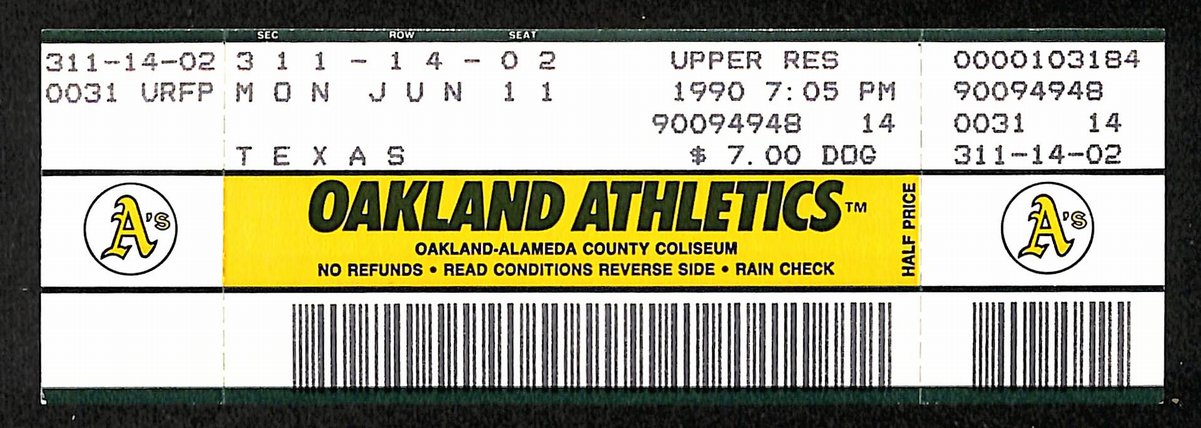 SEC ROW SEAT
311-14-02 3 1 1 - 1 4 - 0 2 UPPER RES 0000103184
0031 URFP M O N J U N 1 1 1990 7:05 PM 90094948
90094948 14 0031 14
T E X A S $ 7.00 DOG 311-14-02
A's OAKLAND ATHLETICS™ HALF PRICE A's
OAKLAND-ALAMEDA COUNTY COLISEUM
NO REFUNDS • READ CONDITIONS REVERSE SIDE • RAIN CHECK